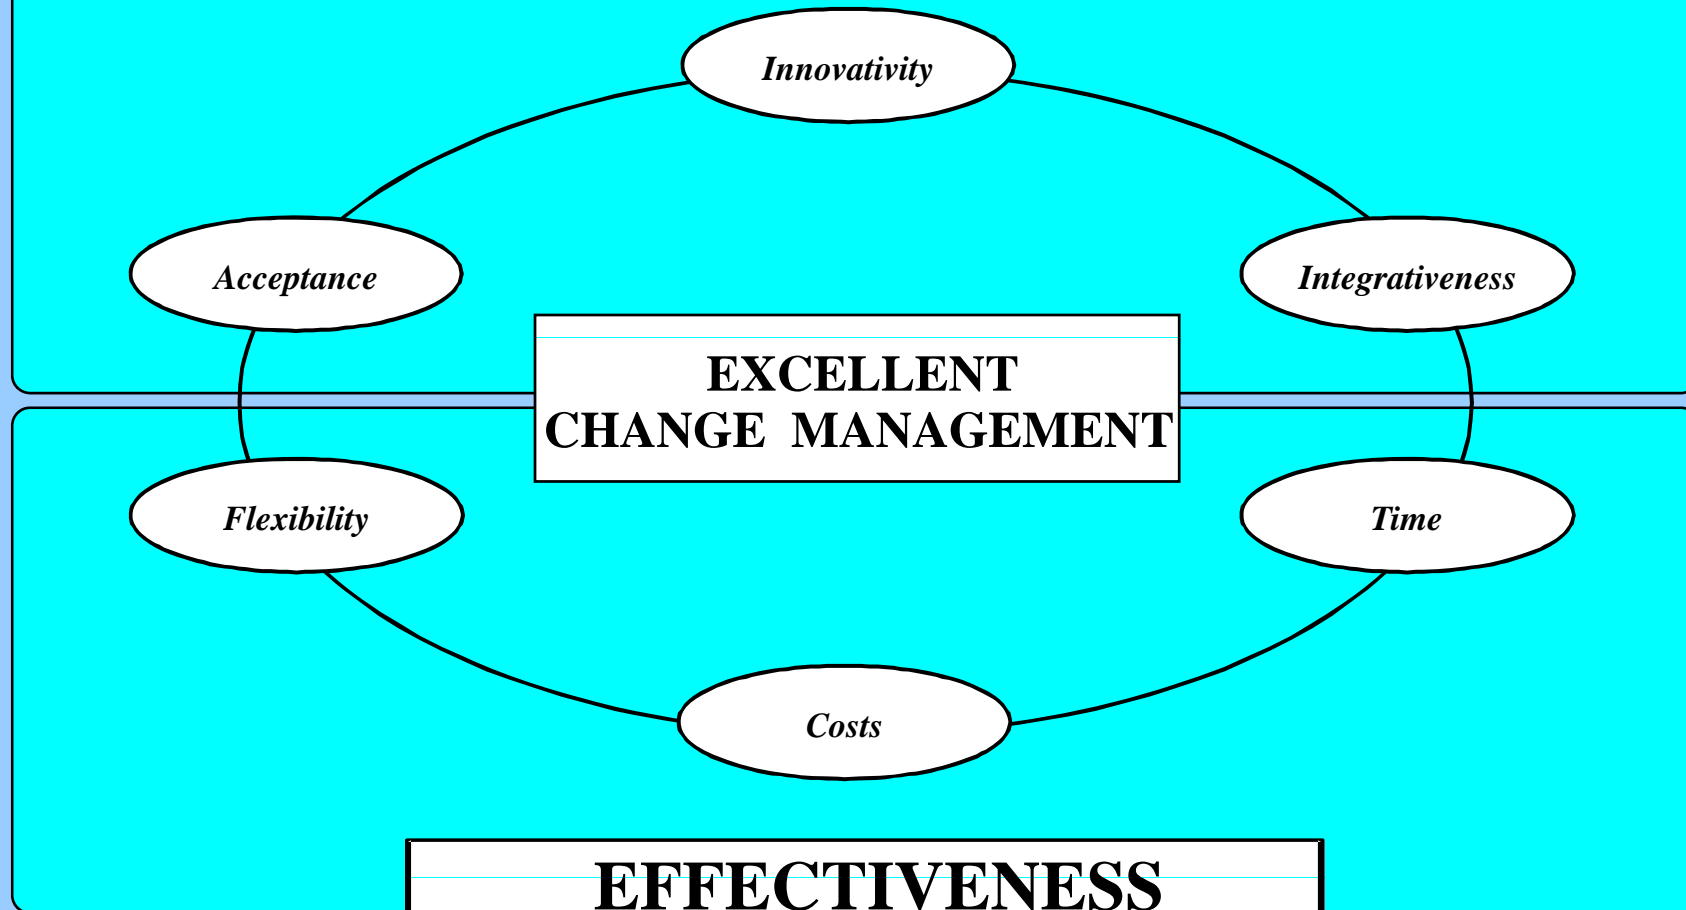 Innovativity
Acceptance
Integrativeness
EXCELLENT
CHANGE MANAGEMENT
Flexibility
Time
Costs
EFFECTIVENESS